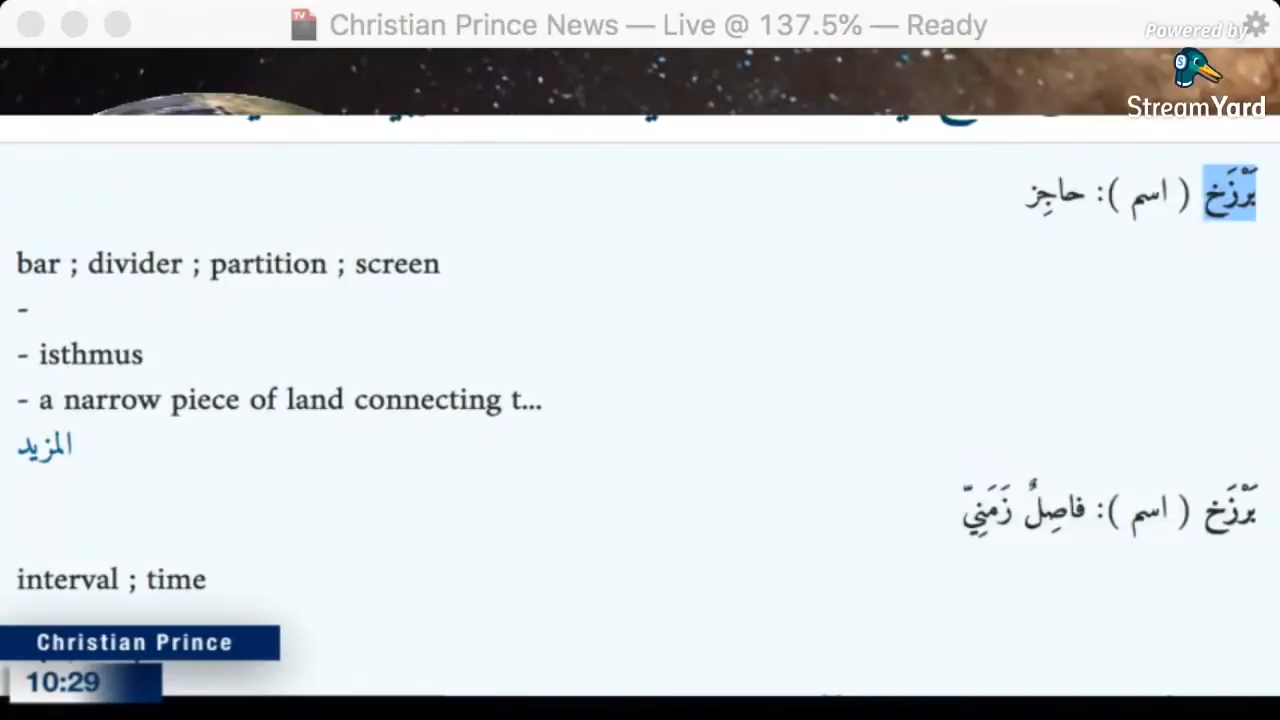 Christian Prince News — Live @ 137.5% — Ready
Powered by
StreamYard
بَرْزَخ ( اسم ): حاجِز
bar ; divider ; partition ; screen
-
- isthmus
- a narrow piece of land connecting t...
المزيد
بَرْزَخ ( اسم ): فاصِلٌ زَمَنِيّ
interval ; time
Christian Prince
10:29